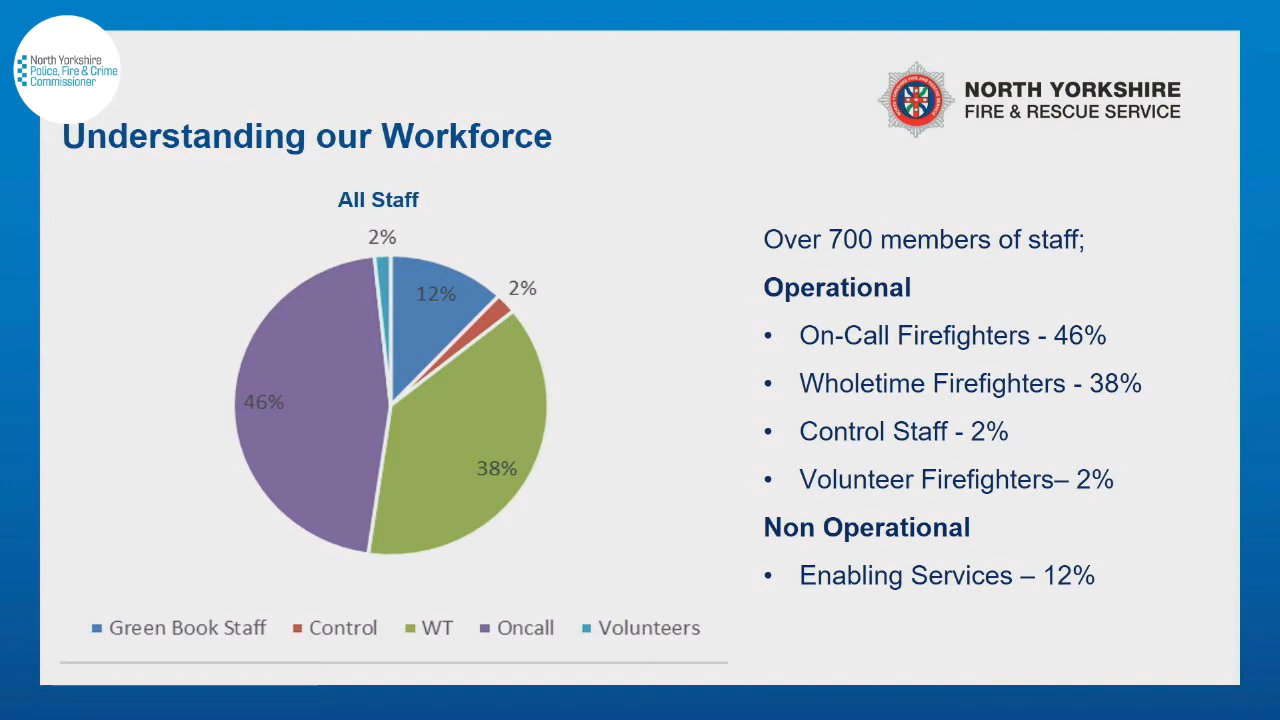 North Yorkshire
Police, Fire & Crime
Commissioner
NORTH YORKSHIRE
FIRE & RESCUE SERVICE
Understanding our Workforce
All Staff
2%
12%
2%
46%
38%
Green Book Staff Control WT Oncall Volunteers
Over 700 members of staff;
Operational
• On-Call Firefighters - 46%
• Wholetime Firefighters - 38%
• Control Staff - 2%
• Volunteer Firefighters– 2%
Non Operational
• Enabling Services – 12%